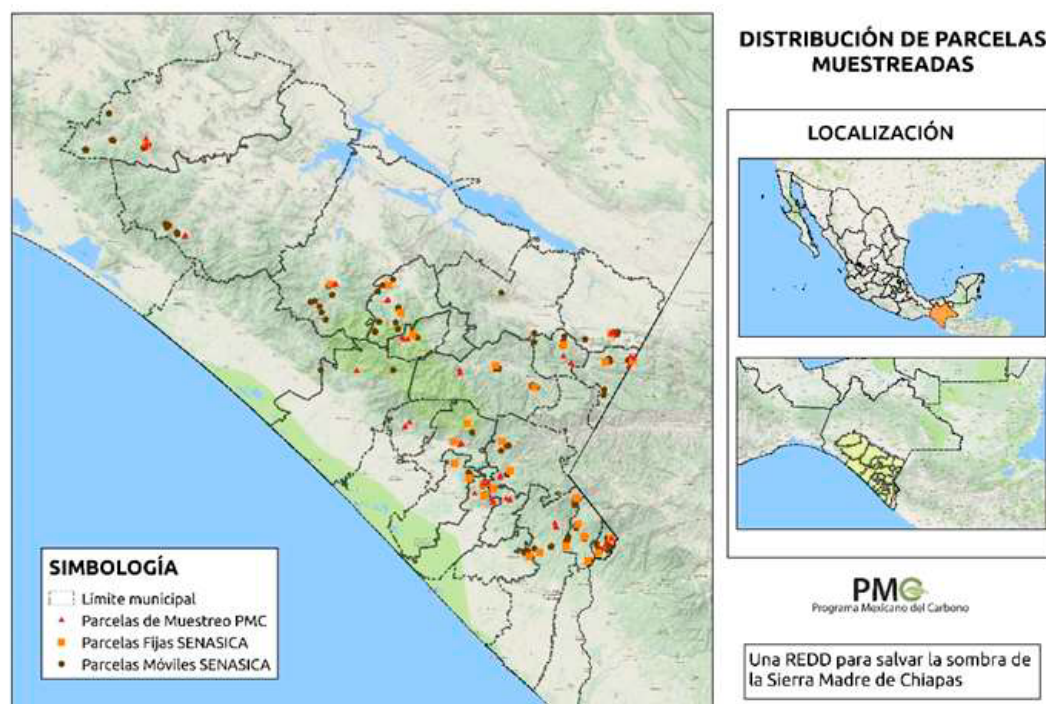 DISTRIBUCIÓN DE PARCELAS
MUESTREADAS
LOCALIZACIÓN
SIMBOLOGÍA
Límite municipal
Parcelas de Muestreo PMC
Parcelas Fijas SENASICA
Parcelas Móviles SENASICA
PMC
Programa Mexicano del Carbono
Una REDD para salvar la sombra de
la Sierra Madre de Chiapas